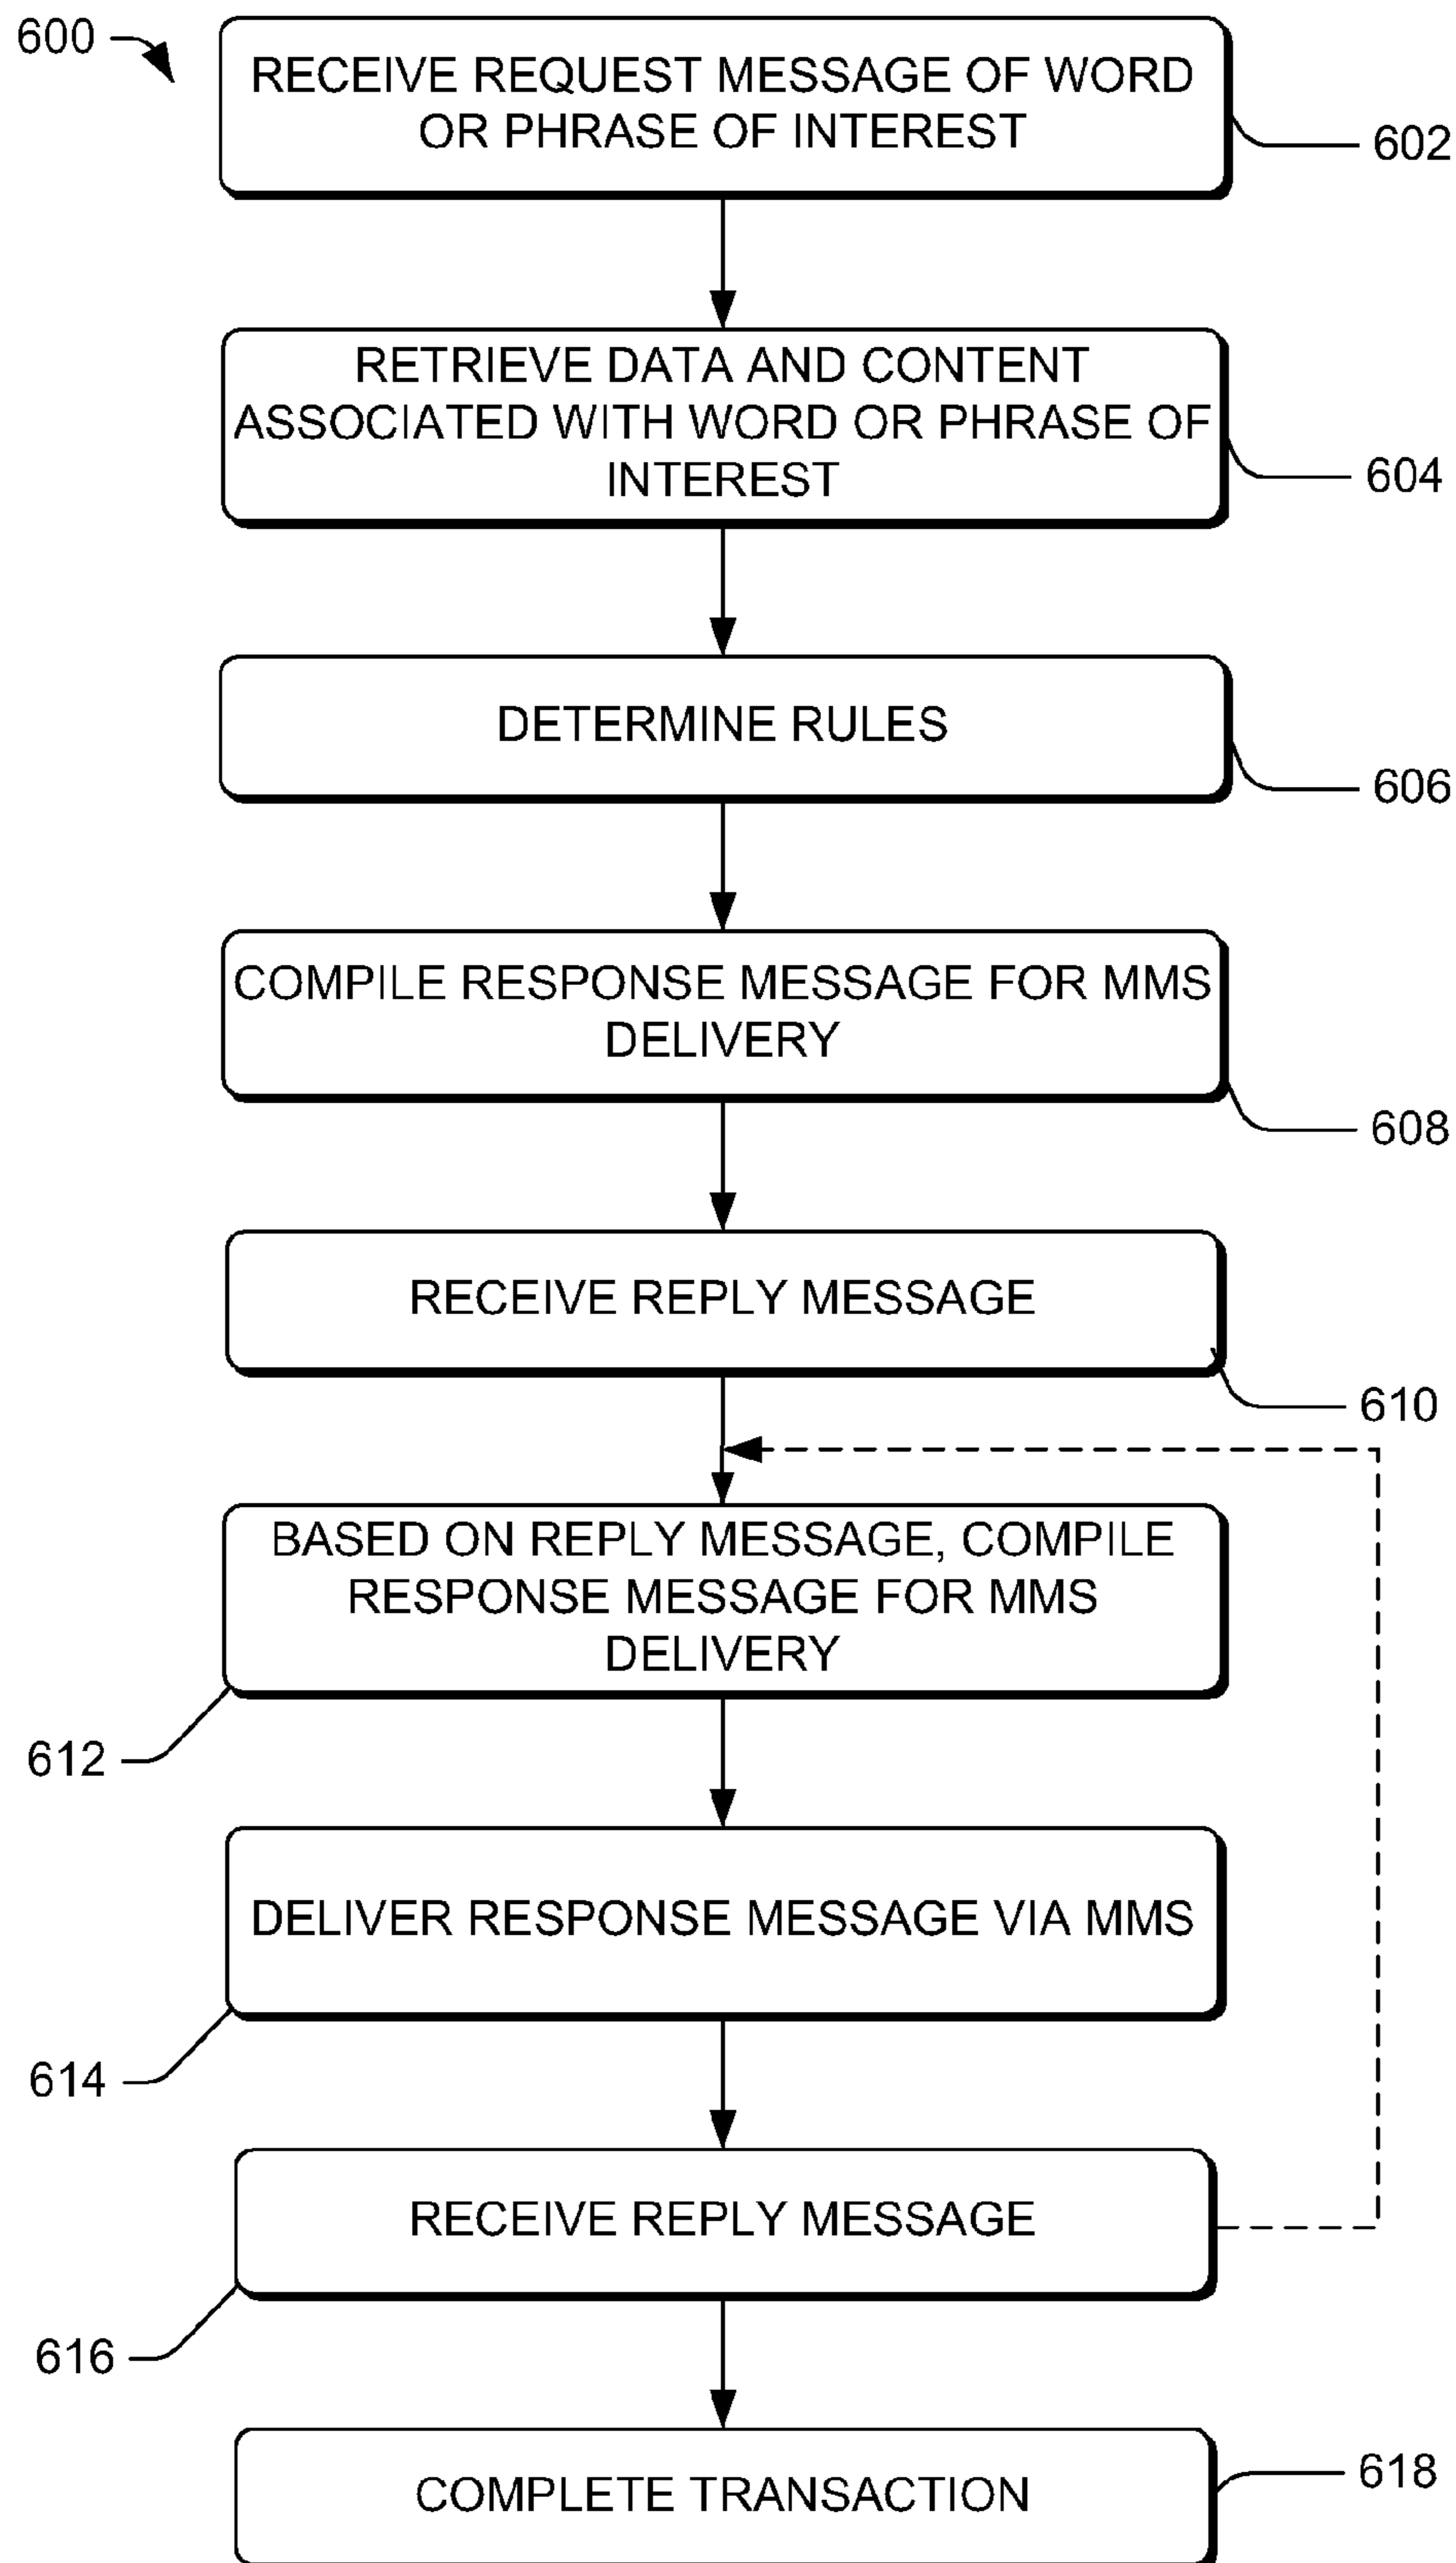 600
RECEIVE REQUEST MESSAGE OF WORD
OR PHRASE OF INTEREST
602
RETRIEVE DATA AND CONTENT
ASSOCIATED WITH WORD OR PHRASE OF
INTEREST
604
DETERMINE RULES
606
COMPILE RESPONSE MESSAGE FOR MMS
DELIVERY
608
RECEIVE REPLY MESSAGE
610
BASED ON REPLY MESSAGE, COMPILE
RESPONSE MESSAGE FOR MMS
DELIVERY
612
DELIVER RESPONSE MESSAGE VIA MMS
614
RECEIVE REPLY MESSAGE
616
COMPLETE TRANSACTION
618